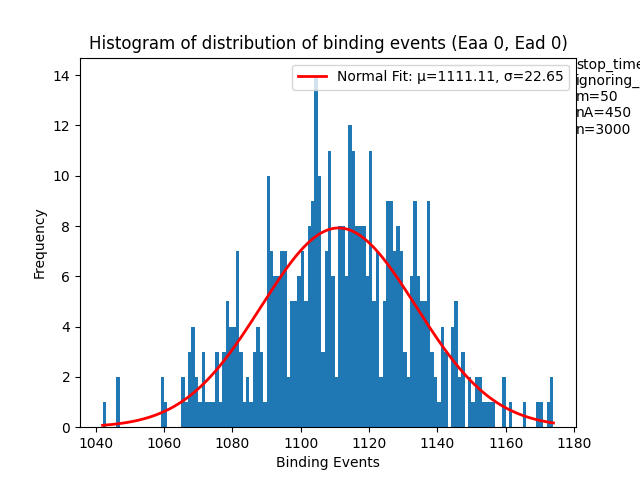 Histogram of distribution of binding events (Eaa 0, Ead 0)
Normal Fit: μ=1111.11, σ=22.65
m=50
nA=450
n=3000
14
12
10
8
6
4
2
0
Frequency
1040 1060 1080 1100 1120 1140 1160 1180
Binding Events